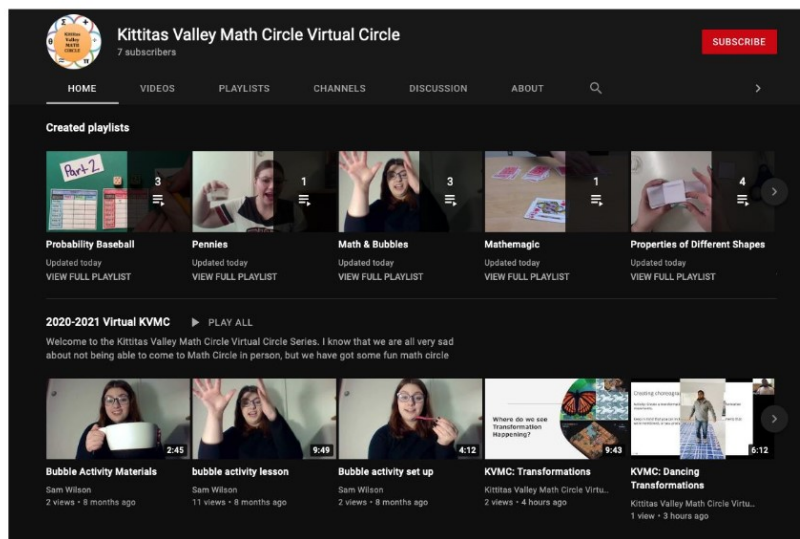 Kittitas Valley Math Circle Virtual Circle
7 subscribers
SUBSCRIBE
Kittitas
Valley
MATH
CIRCLE
HOME VIDEOS PLAYLISTS CHANNELS DISCUSSION ABOUT
Created playlists
Part 2
3
1
3
1
4
Probability Baseball
Updated today
VIEW FULL PLAYLIST
Pennies
Updated today
VIEW FULL PLAYLIST
Math & Bubbles
Updated today
VIEW FULL PLAYLIST
Mathemagic
Updated today
VIEW FULL PLAYLIST
Properties of Different Shapes
Updated today
VIEW FULL PLAYLIST
2020-2021 Virtual KVMC PLAY ALL
Welcome to the Kittitas Valley Math Circle Virtual Circle Series. I know that we are all very sad
about not being able to come to Math Circle in person, but we have got some fun math circle
2:45
Bubble Activity Materials
Sam Wilson
2 views • 8 months ago
9:49
bubble activity lesson
Sam Wilson
11 views • 8 months ago
4:12
Bubble activity set up
Sam Wilson
2 views • 8 months ago
Where do we see
Transformation
Happening?
9:43
KVMC: Transformations
Kittitas Valley Math Circle Virtu...
2 views • 4 hours ago
Creating choreogra
6:12
KVMC: Dancing
Transformations
Kittitas Valley Math Circle Virtu...
1 view • 3 hours ago